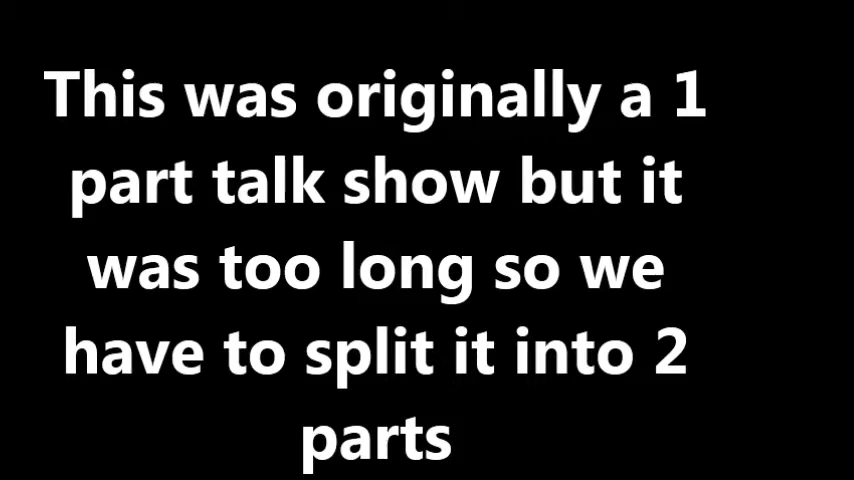 This was originally a 1
part talk show but it
was too long so we
have to split it into 2
parts